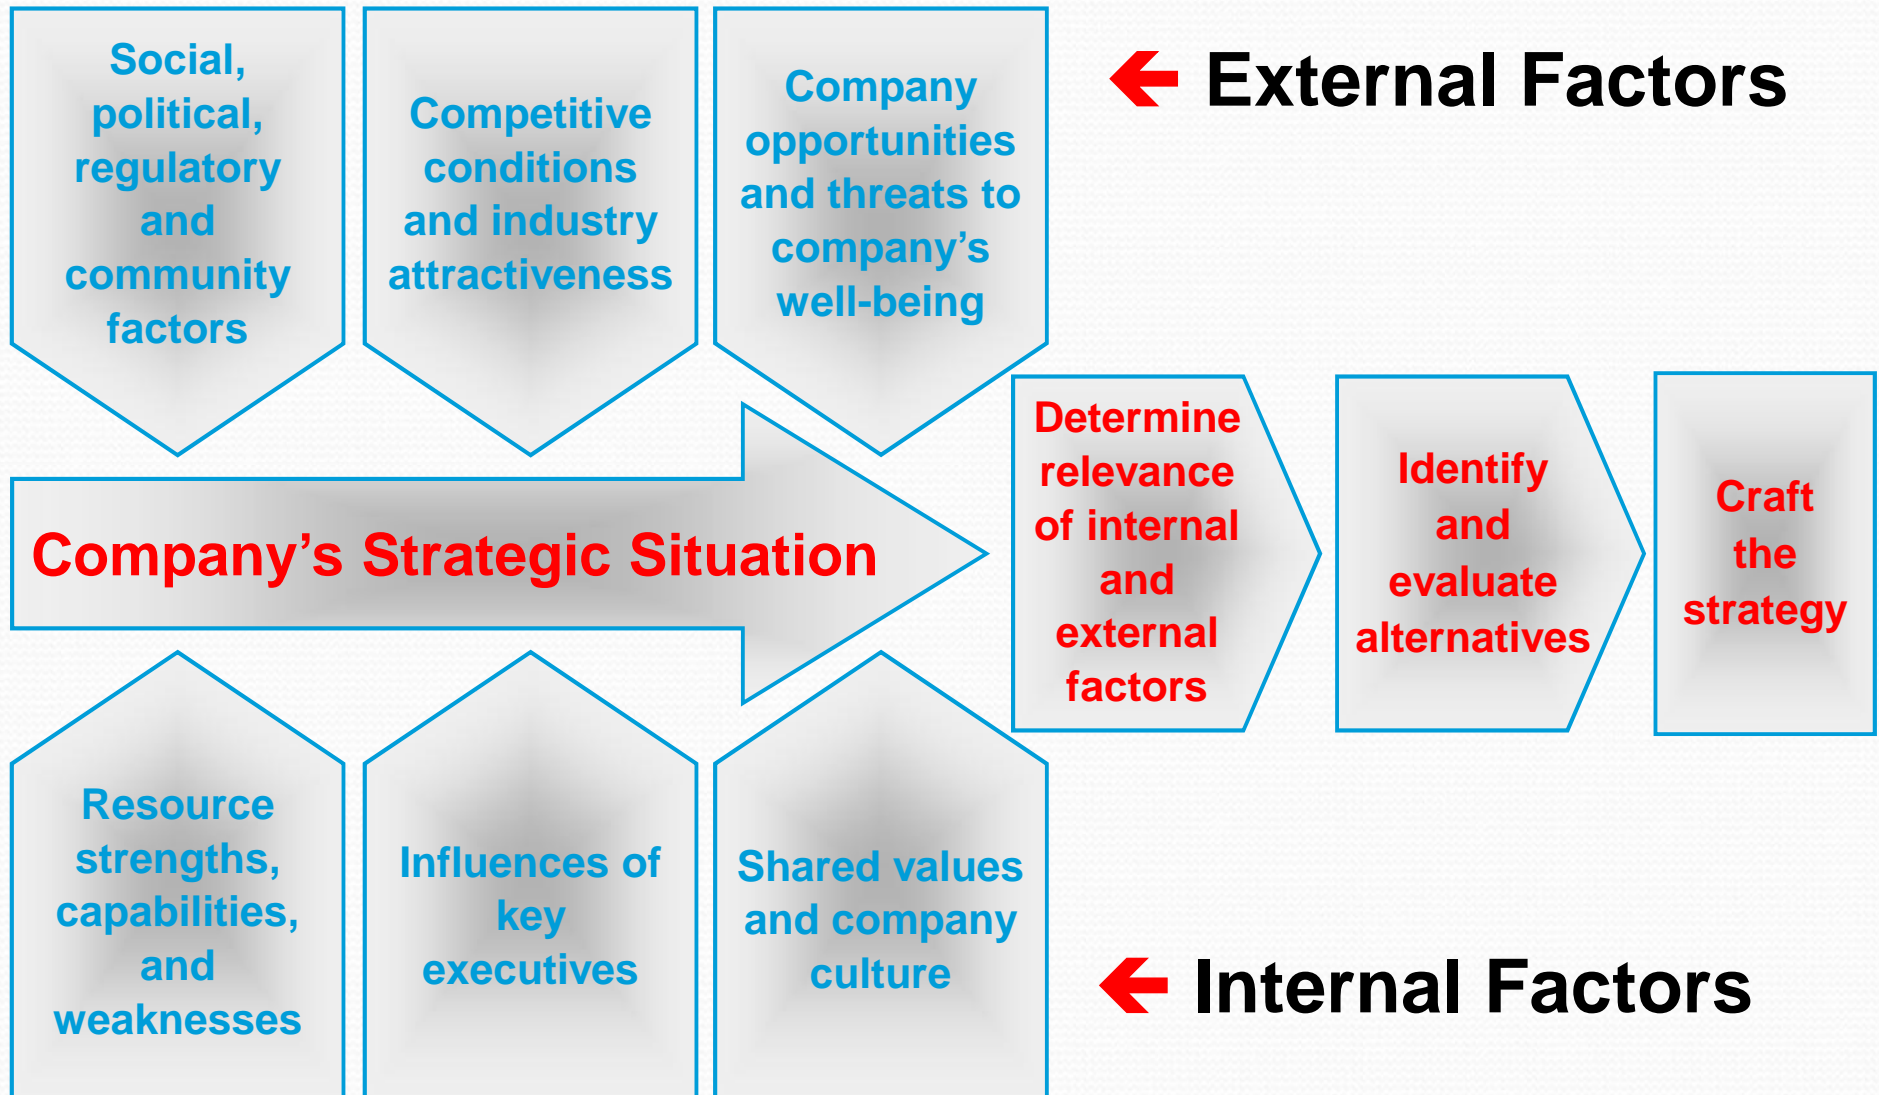 Social,
political,
regulatory
and
community
factors
Competitive
conditions
and industry
attractiveness
Company
opportunities
and threats to
company’s
well-being
External Factors
Company’s Strategic Situation
Determine
relevance
of internal
and
external
factors
Identify
and
evaluate
alternatives
Craft
the
strategy
Resource
strengths,
capabilities,
and
weaknesses
Influences of
key
executives
Shared values
and company
culture
Internal Factors